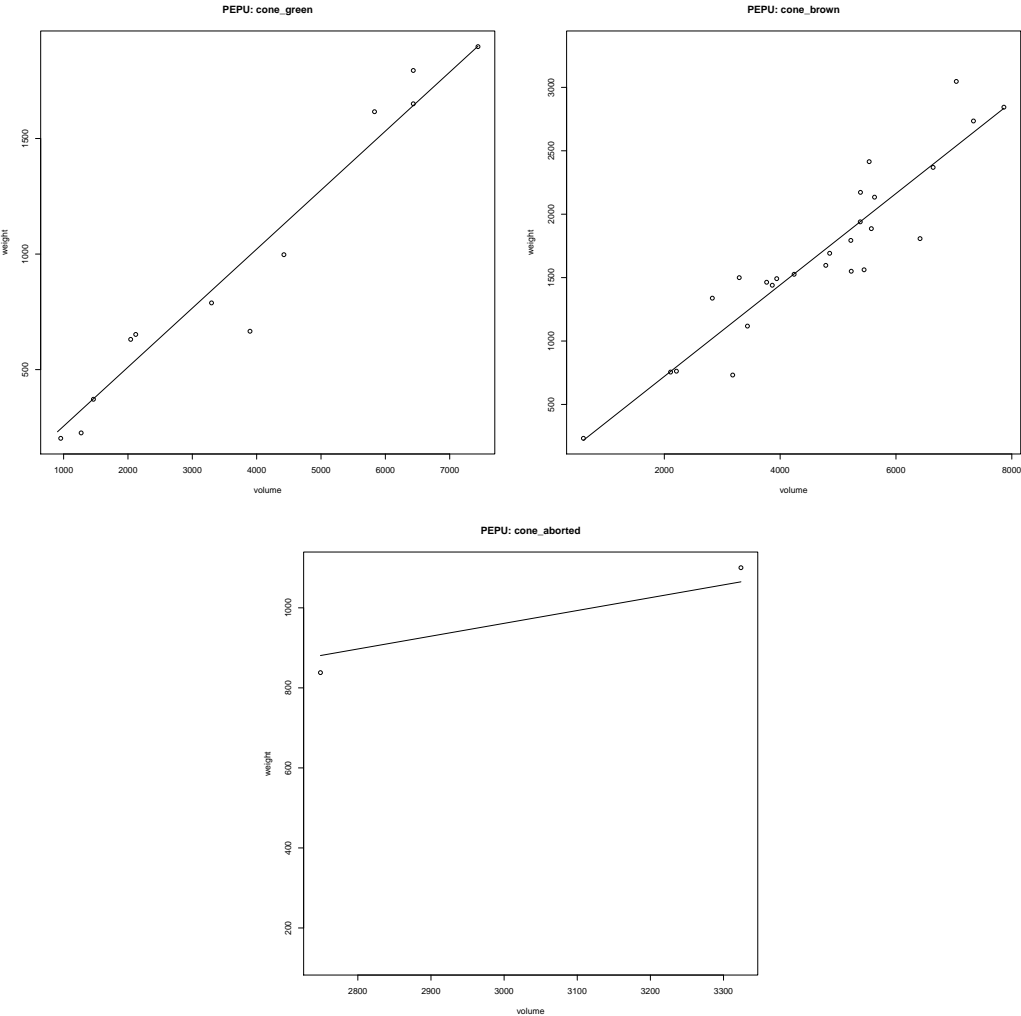 PEPU: cone_green
weight
500
1000
1500
1000 2000 3000 4000 5000 6000 7000
volume
PEPU: cone_brown
weight
500
1000
1500
2000
2500
3000
2000 4000 6000 8000
volume
PEPU: cone_aborted
weight
200
400
600
800
1000
2800 2900 3000 3100 3200 3300
volume